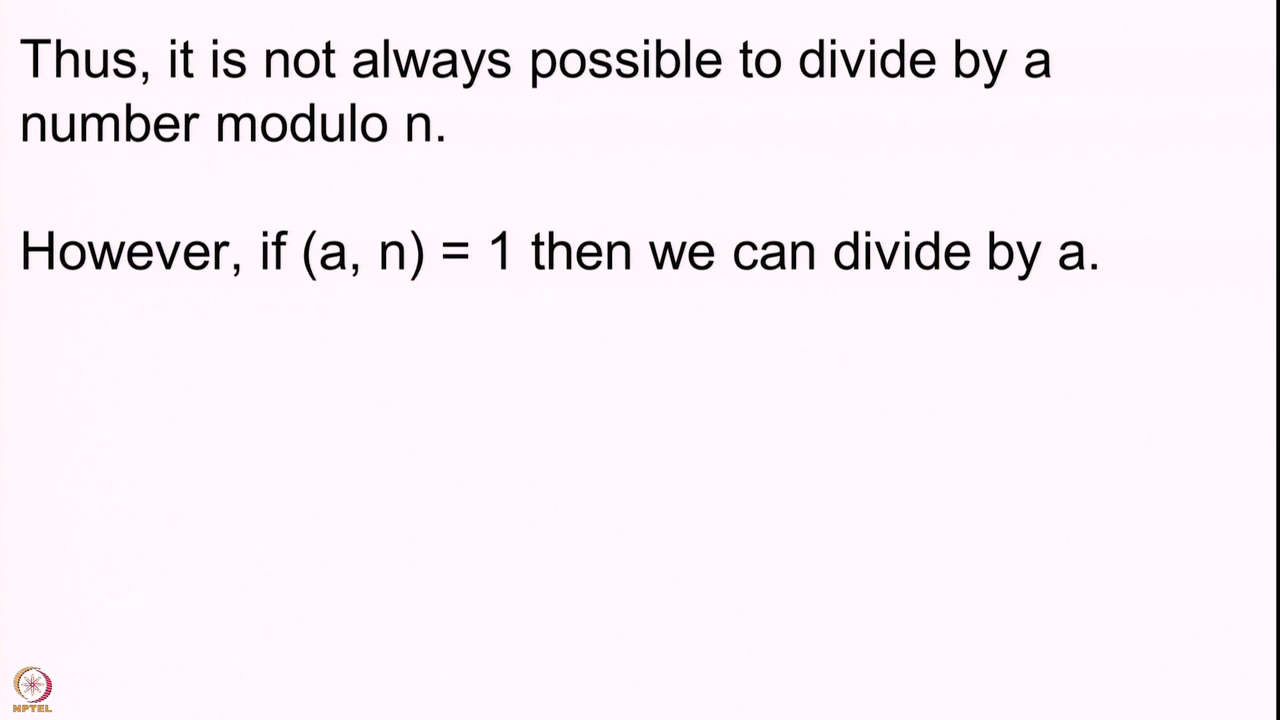 Thus, it is not always possible to divide by a
number modulo n.
However, if (a, n) = 1 then we can divide by a.
NPTEL